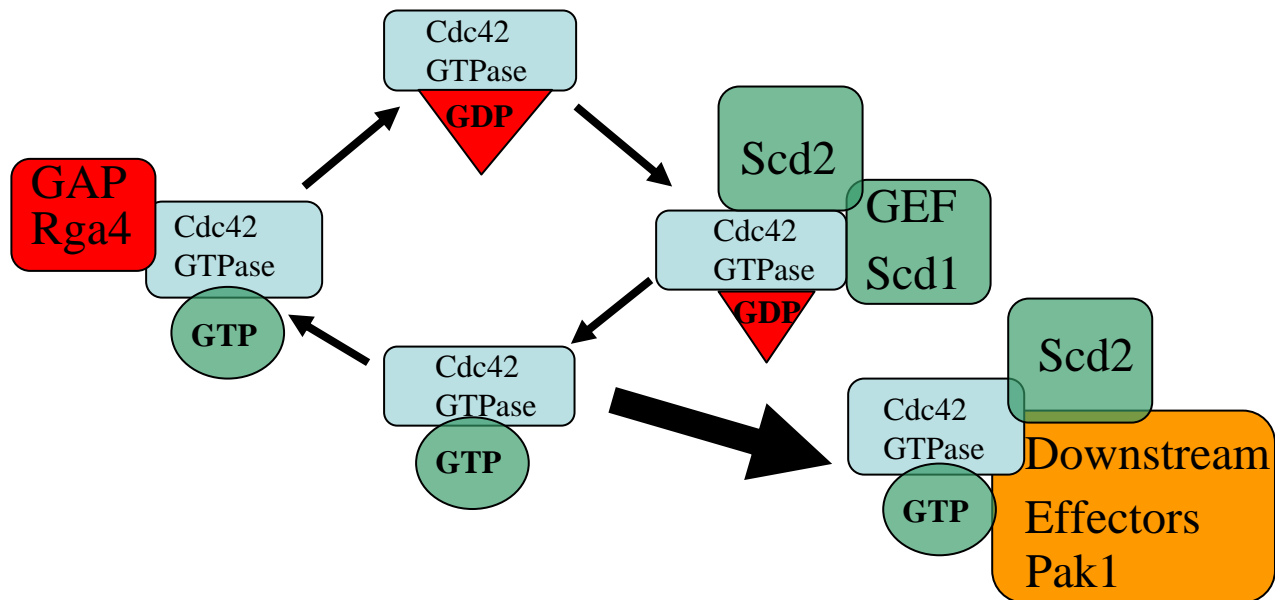 Cdc42
GTPase
GDP
Scd2
GAP
Rga4
Cdc42
GTPase
GTP
Cdc42
GTPase
GDP
GEF
Scd1
Cdc42
GTPase
GTP
Scd2
Cdc42
GTPase
GTP
Downstream
Effectors
Pak1